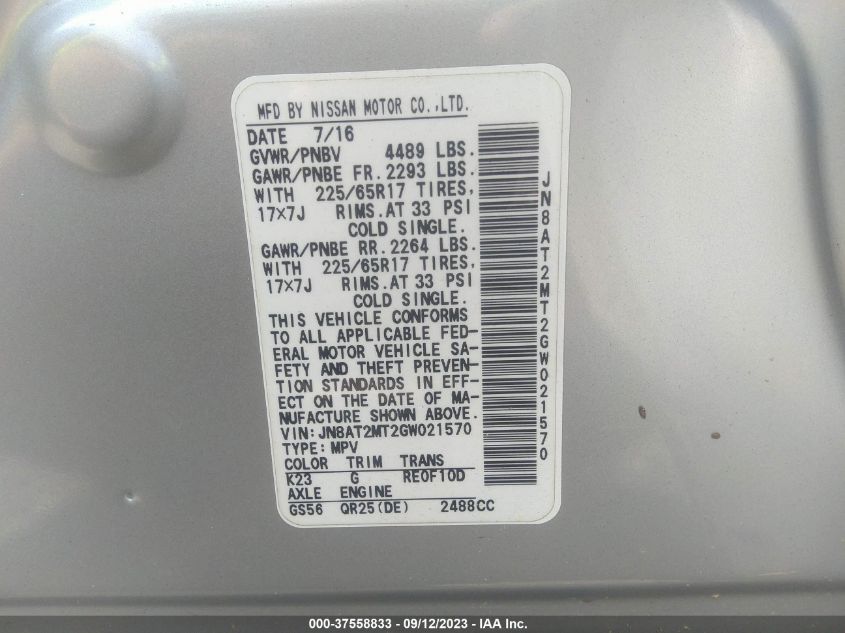 MFD BY NISSAN MOTOR CO.,LTD.
DATE 7/16
GVWR/PNBV 4489 LBS.
GAWR/PNBE FR.2293 LBS.
WITH 225/65R17 TIRES,
17×7J RIMS.AT 33 PSI
COLD SINGLE.
GAWR/PNBE RR.2264 LBS.
WITH 225/65R17 TIRES,
17×7J RIMS.AT 33 PSI
COLD SINGLE.
THIS VEHICLE CONFORMS
TO ALL APPLICABLE FED-
ERAL MOTOR VEHICLE SA-
FETY AND THEFT PREVEN-
TION STANDARDS IN EFF-
ECT ON THE DATE OF MA-
NUFACTURE SHOWN ABOVE.
VIN:JN8AT2MT2GW021570
TYPE:MPV
COLOR TRIM TRANS
K23 G RE0F10D
AXLE ENGINE
GS56 QR25(DE) 2488CC
JN8AT2MT2GW021570
000-37558833 - 09/12/2023 - © IAA Inc.